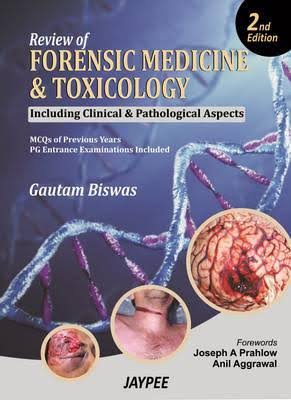 2nd
Edition
Review of
FORENSIC MEDICINE
& TOXICOLOGY
Including Clinical & Pathological Aspects
MCQs of Previous Years
PG Entrance Examinations Included
Gautam Biswas
Forewords
Joseph A Prahlow
Anil Aggrawal
JAYPEE